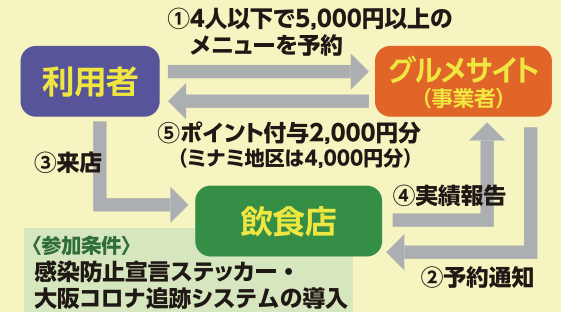 ①4人以下で5,000円以上の
メニューを予約
利用者
グルメサイト
（事業者）
⑤ポイント付与2,000円分
（ミナミ地区は4,000円分）
③来店
④実績報告
飲食店
②予約通知
〈参加条件〉
感染防止宣言ステッカー・
大阪コロナ追跡システムの導入